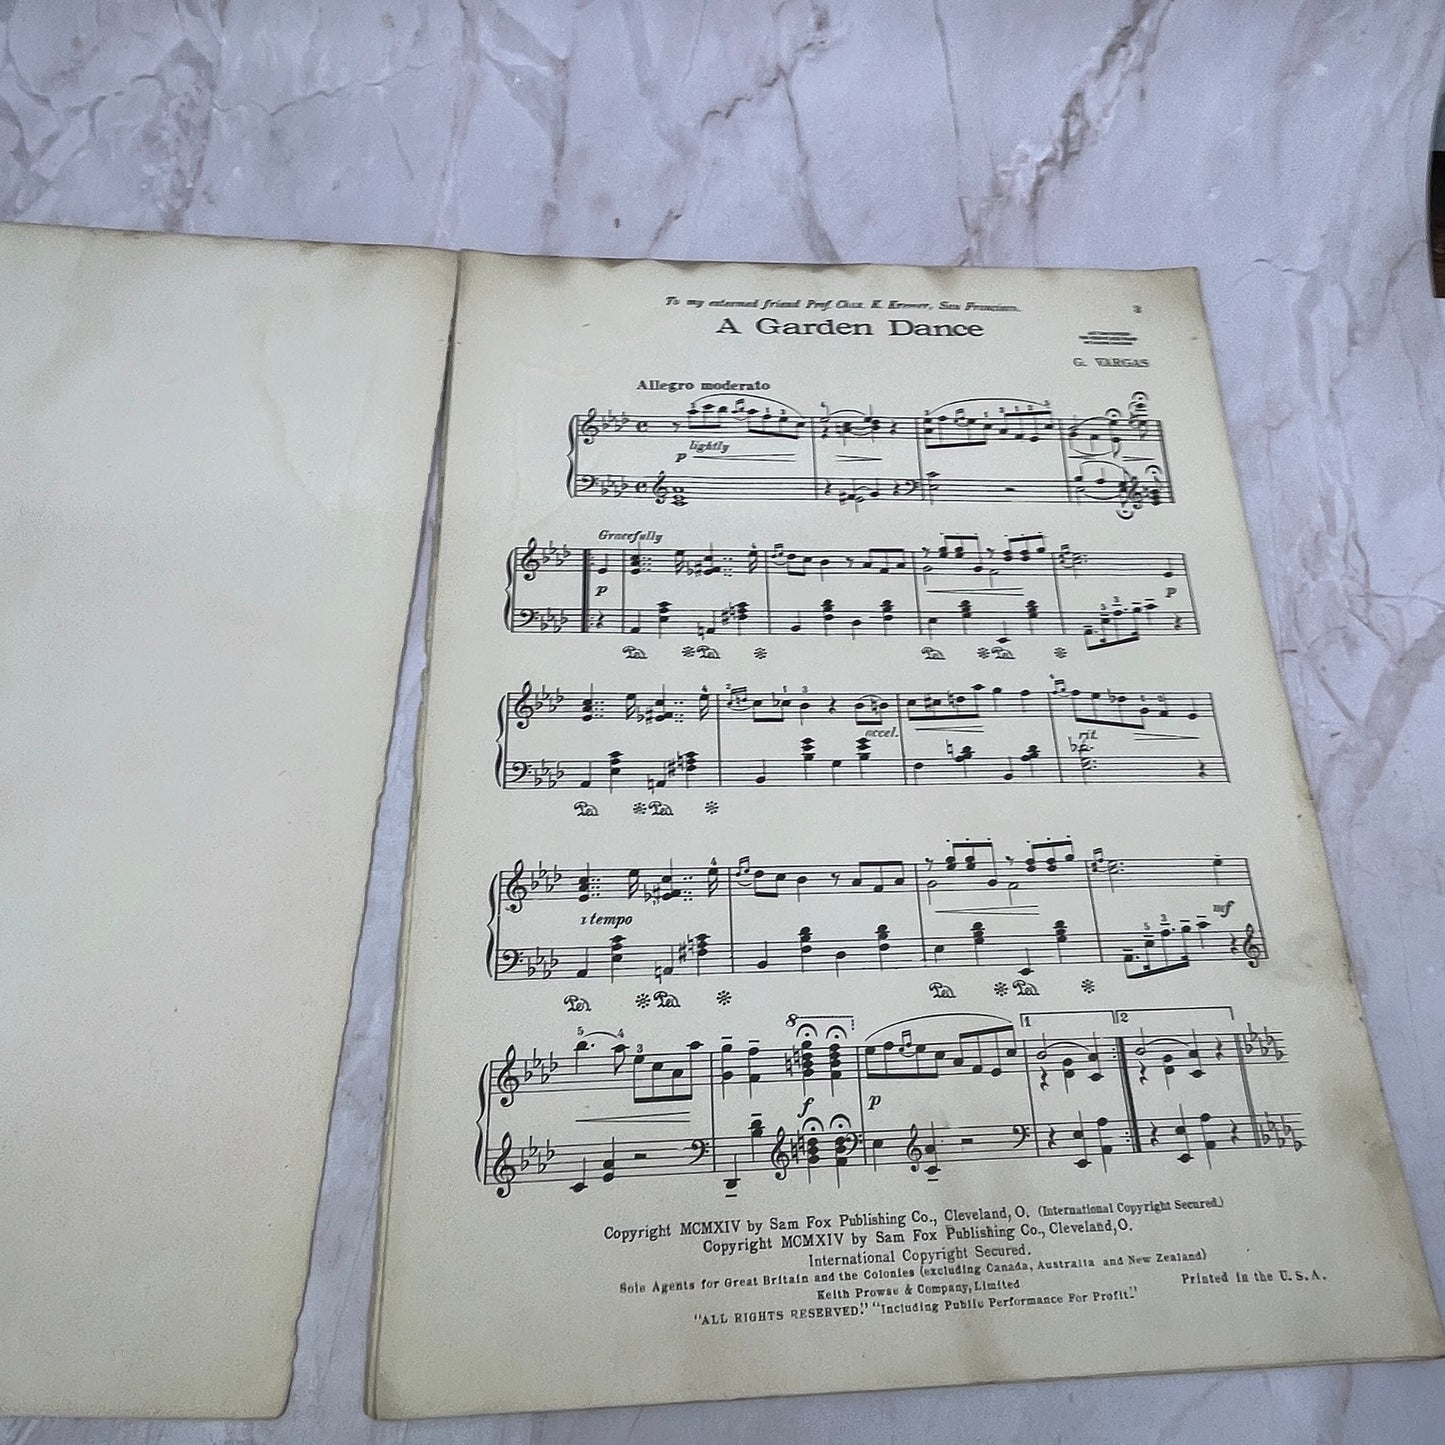 To my esteemed friend Prof. Chas. K. Kremer, San Francisco.
3
A Garden Dance
G. VARGAS
Allegro moderato
lightly
p
Gracefully
p
p
accel.
rit.
tempo
mf
8
f
p
1
2
Copyright MCMXIV by Sam Fox Publishing Co., Cleveland, O. (International Copyright Secured.)
Copyright MCMXIV by Sam Fox Publishing Co., Cleveland, O.
International Copyright Secured.
Sole Agents for Great Britain and the Colonies (excluding Canada, Australia and New Zealand)
Keith Prowse & Company, Limited
Printed in the U. S. A.
"ALL RIGHTS RESERVED." "Including Public Performance For Profit."